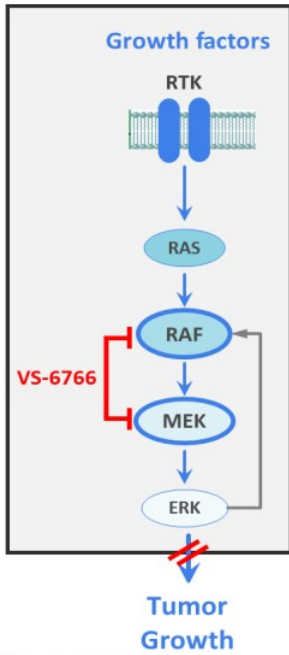 Growth factors
RTK
RAS
RAF
VS-6766
MEK
ERK
Tumor
Growth